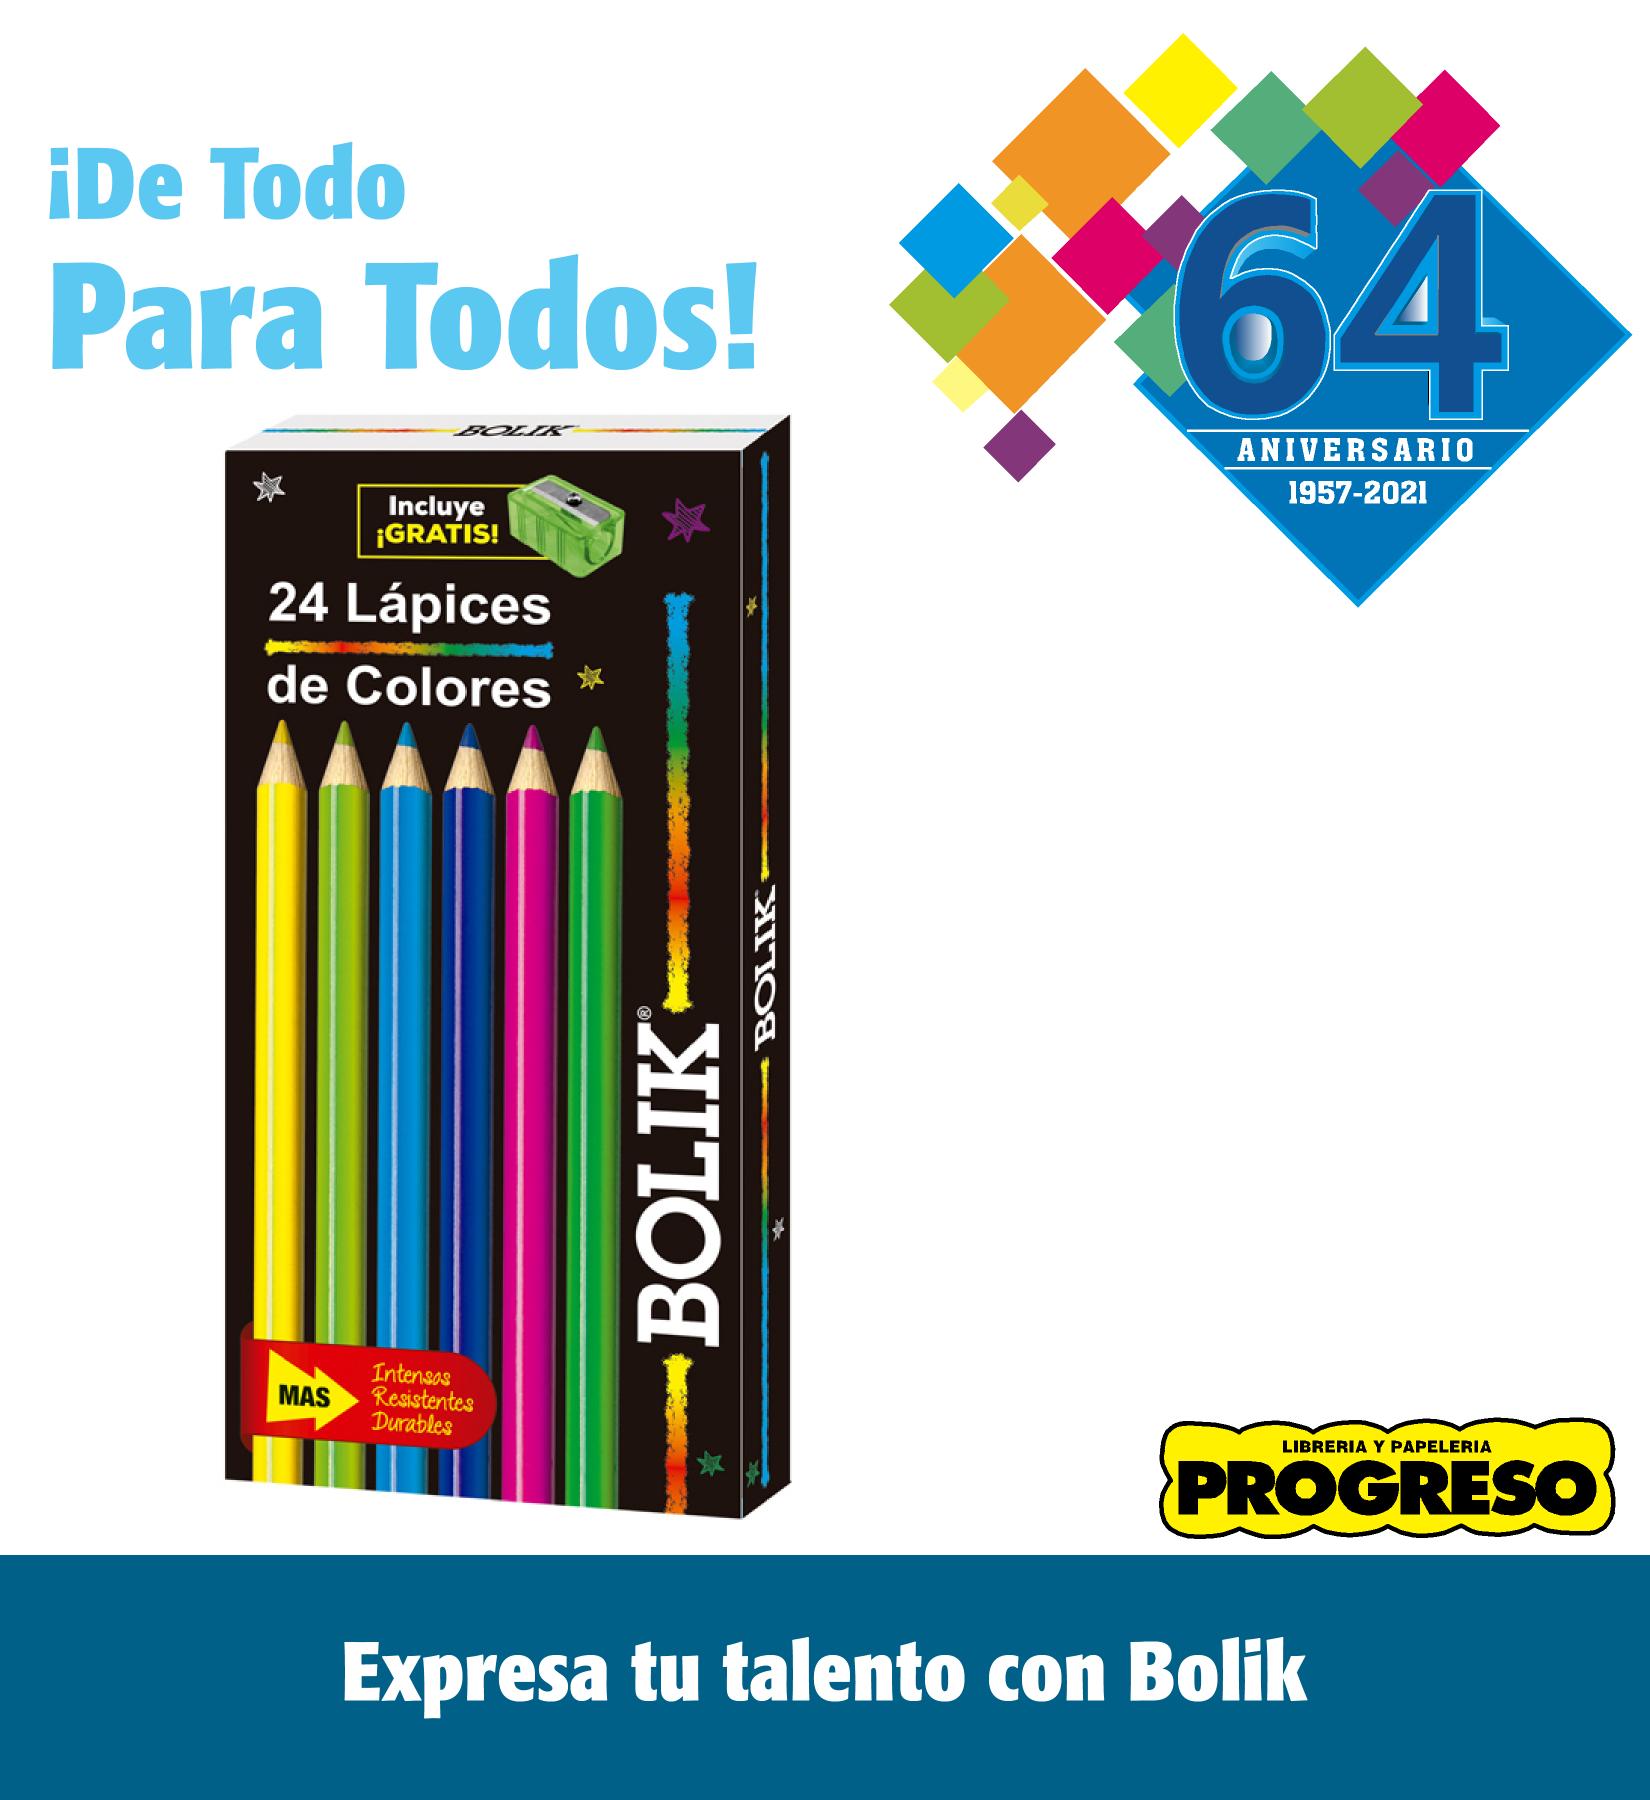 ¡De Todo
Para Todos!
64
ANIVERSARIO
1957-2021
BOLIK
Incluye
¡GRATIS!
24 Lápices
de Colores
BOLIK®
BOLIK
MAS
Intensos
Resistentes
Durables
LIBRERIA Y PAPELERIA
PROGRESO
Expresa tu talento con Bolik